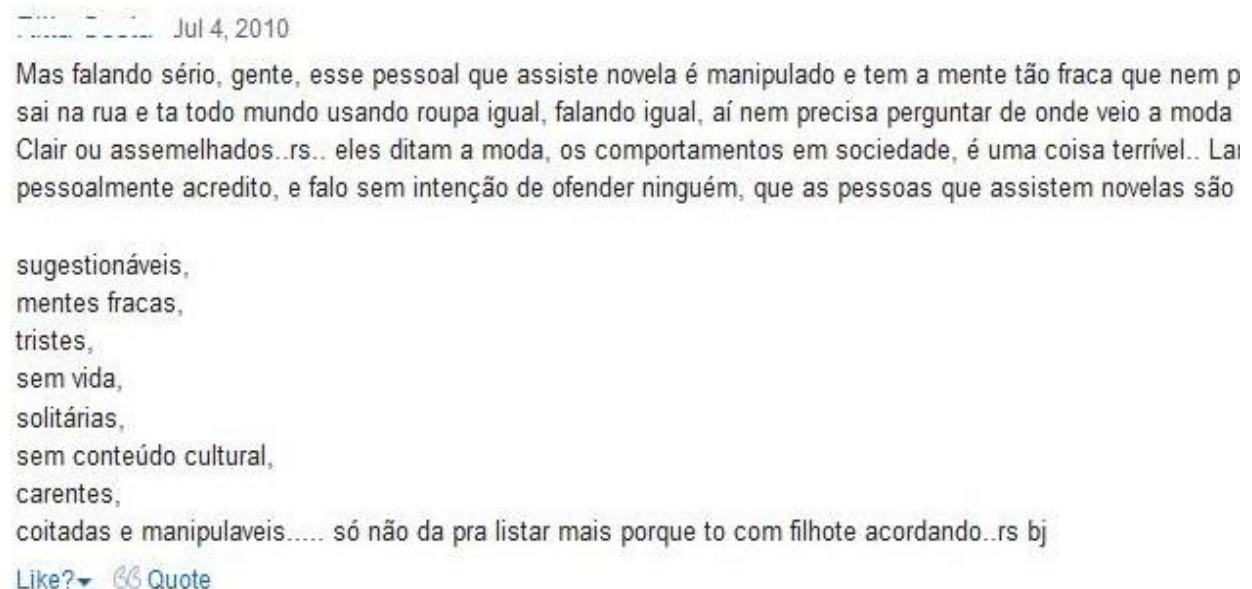 Jul 4, 2010
Mas falando sério, gente, esse pessoal que assiste novela é manipulado e tem a mente tão fraca que nem
sai na rua e ta todo mundo usando roupa igual, falando igual, aí nem precisa perguntar de onde veio a moda
Clair ou assemelhados..rs.. eles ditam a moda, os comportamentos em sociedade, é uma coisa terrível..
pessoalmente acredito, e falo sem intenção de ofender ninguém, que as pessoas que assistem novelas são
sugestionáveis,
mentes fracas,
tristes,
sem vida,
solitárias,
sem conteúdo cultural,
carentes,
coitadas e manipulaveis..... só não da pra listar mais porque to com filhote acordando..rs bj
Like? Quote